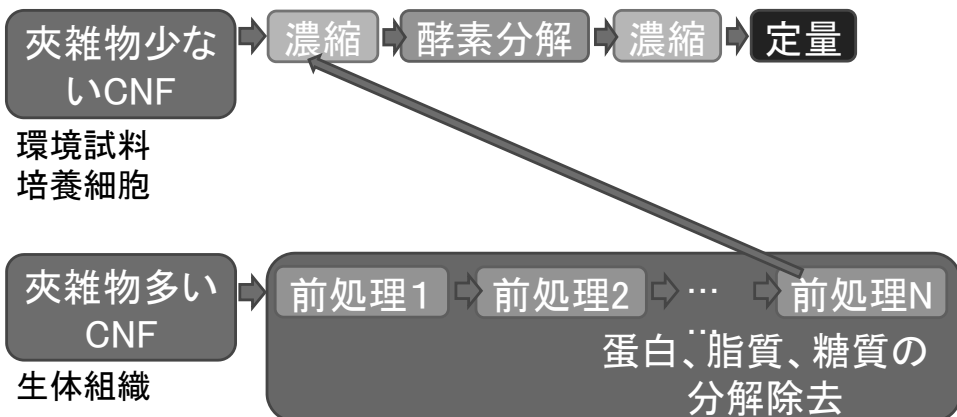 夾雑物少な
いCNF
濃縮
酵素分解
濃縮
定量
環境試料
培養細胞
夾雑物多い
CNF
前処理1
前処理2
…
…
前処理N
蛋白、脂質、糖質の
分解除去
生体組織